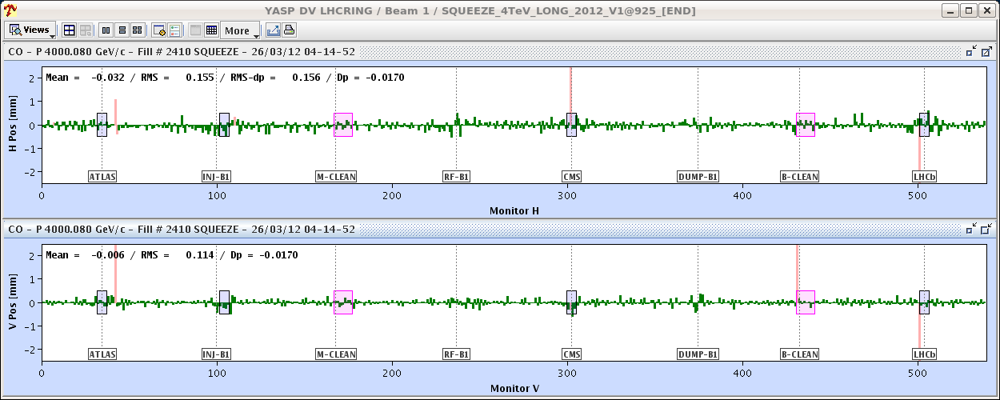 YASP DV LHCRING / Beam 1 / SQUEEZE_4TeV_LONG_2012_V1@925_[END]
Views More
CO - P 4000.080 GeV/c - Fill # 2410 SQUEEZE - 26/03/12 04-14-52
Mean = -0.032 / RMS = 0.155 / RMS-dp = 0.156 / Dp = -0.0170
H Pos [mm]
2
1
0
-1
-2
ATLAS INJ-B1 M-CLEAN RF-B1 CMS DUMP-B1 B-CLEAN LHCb
0 100 200 300 400 500
Monitor H
CO - P 4000.080 GeV/c - Fill # 2410 SQUEEZE - 26/03/12 04-14-52
Mean = -0.006 / RMS = 0.114 / Dp = -0.0170
V Pos [mm]
2
1
0
-1
-2
ATLAS INJ-B1 M-CLEAN RF-B1 CMS DUMP-B1 B-CLEAN LHCb
0 100 200 300 400 500
Monitor V